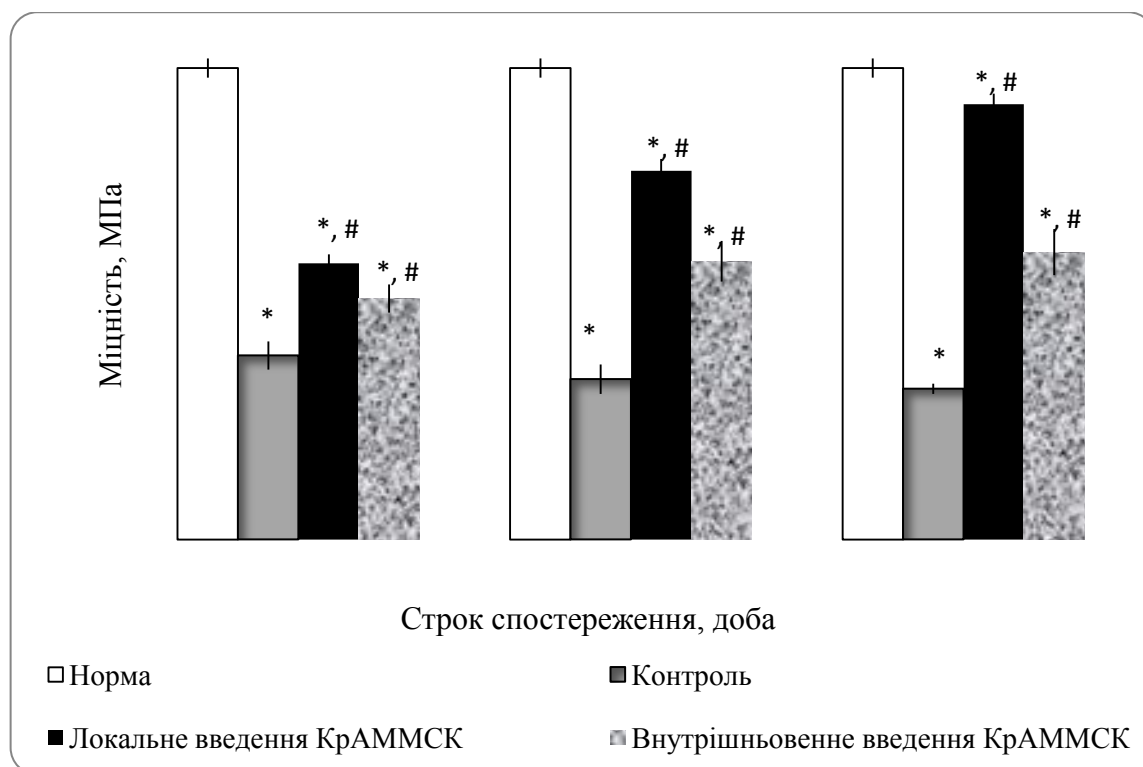 *, #
*, #
*, #
*, #
*, #
*, #
*
*
*
Міцність, МПа
Строк спостереження, доба
Норма
Контроль
Локальне введення КрАММСК
Внутрішньовенне введення КрАММСК